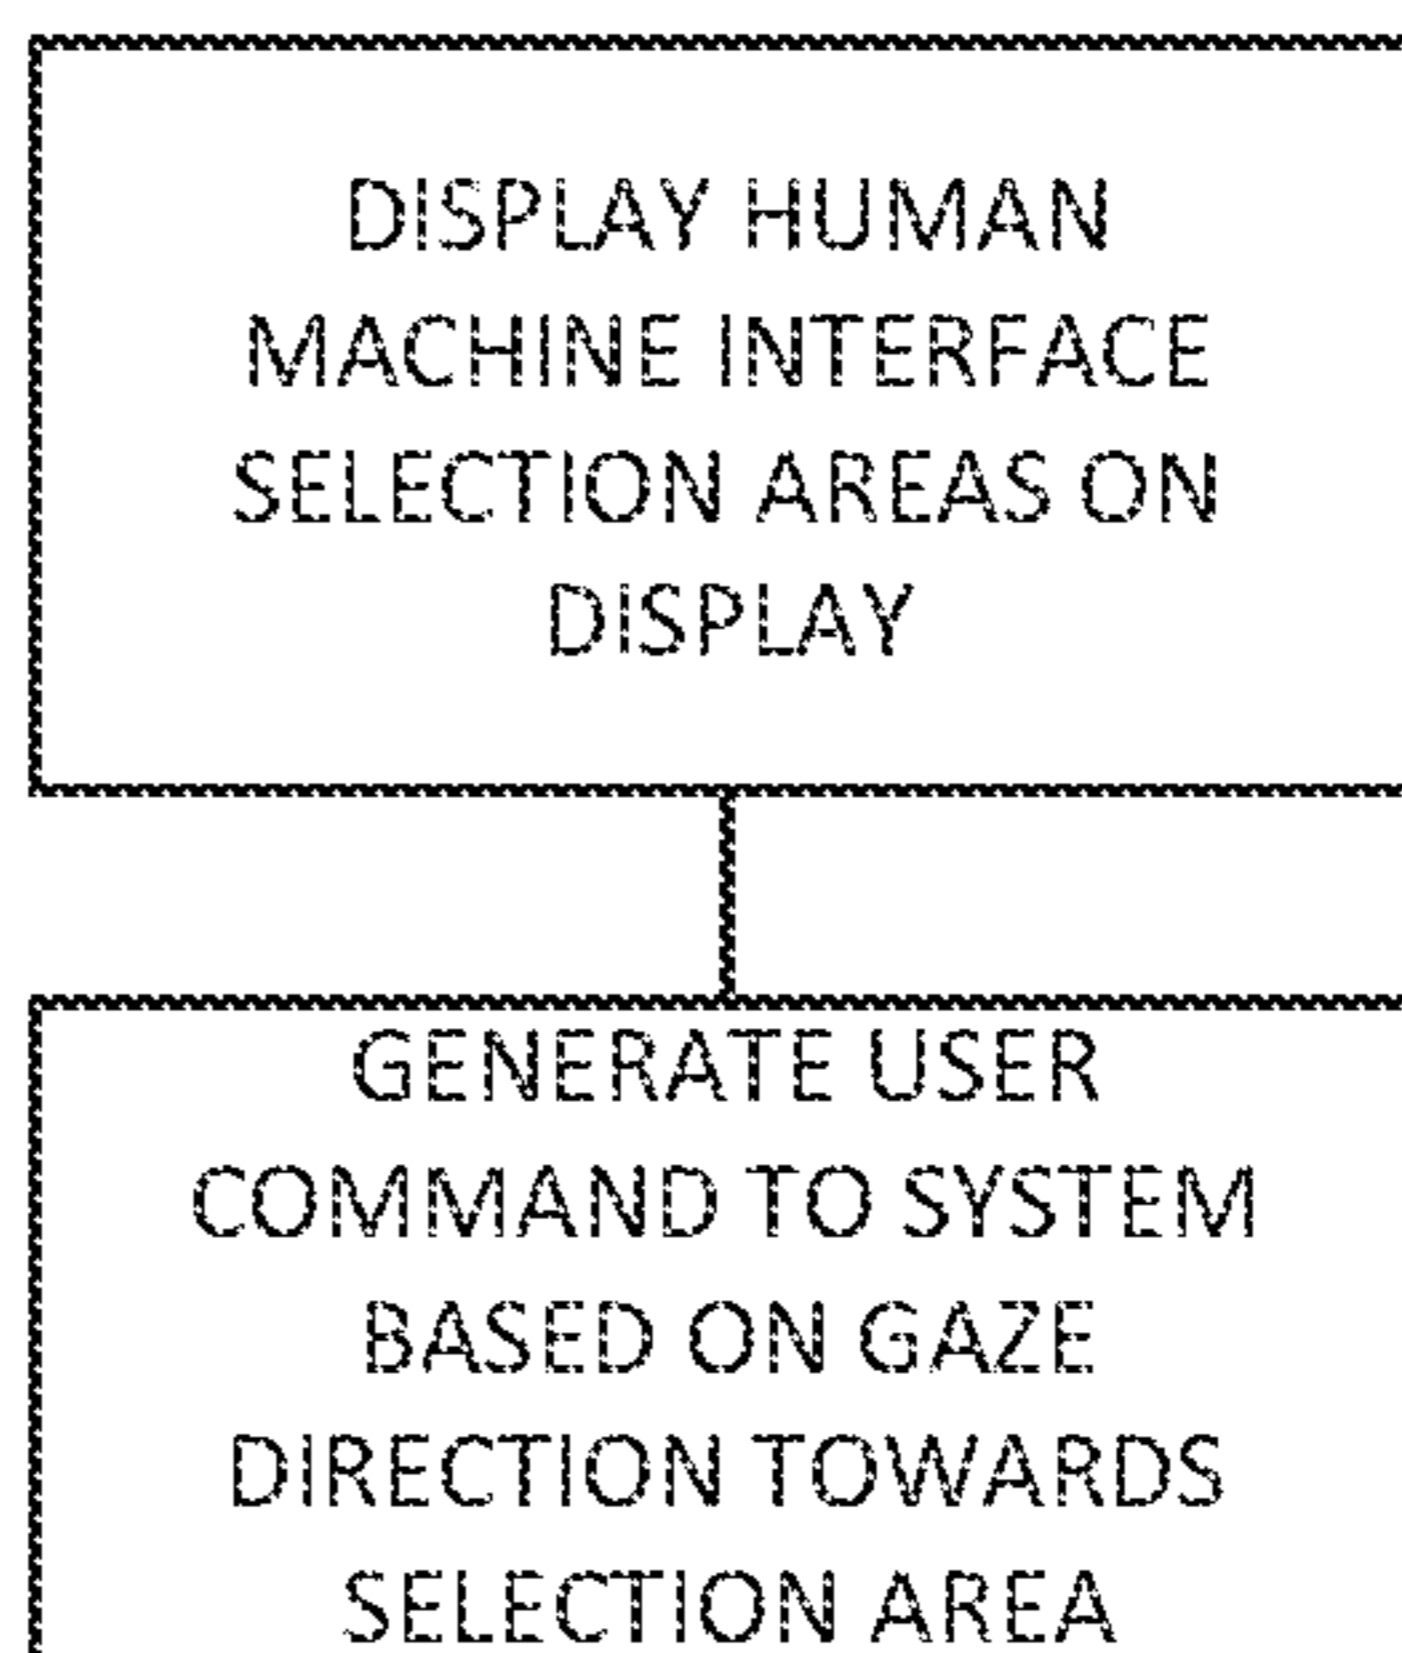 DISPLAY HUMAN
MACHINE INTERFACE
SELECTION AREAS ON
DISPLAY
GENERATE USER
COMMAND TO SYSTEM
BASED ON GAZE
DIRECTION TOWARDS
SELECTION AREA